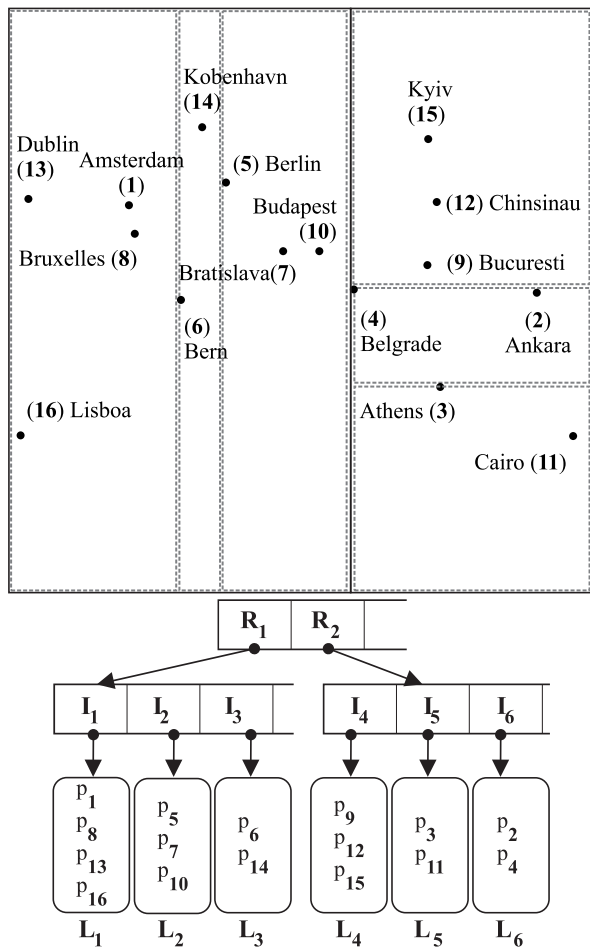 Kobenhavn
(14)
Kyiv
(15)
Dublin
(13)
Amsterdam
(1)
(5) Berlin
Budapest
(10)
(12) Chinsinau
Bruxelles (8)
Bratislava(7)
(9) Bucuresti
(6)
Bern
(4)
Belgrade
(2)
Ankara
(16) Lisboa
Athens (3)
Cairo (11)
R1 R2
I1 I2 I3 I4 I5 I6
p1
p8
p13
p16
p5
p7
p10
p6
p14
p9
p12
p15
p3
p11
p2
p4
L1 L2 L3 L4 L5 L6